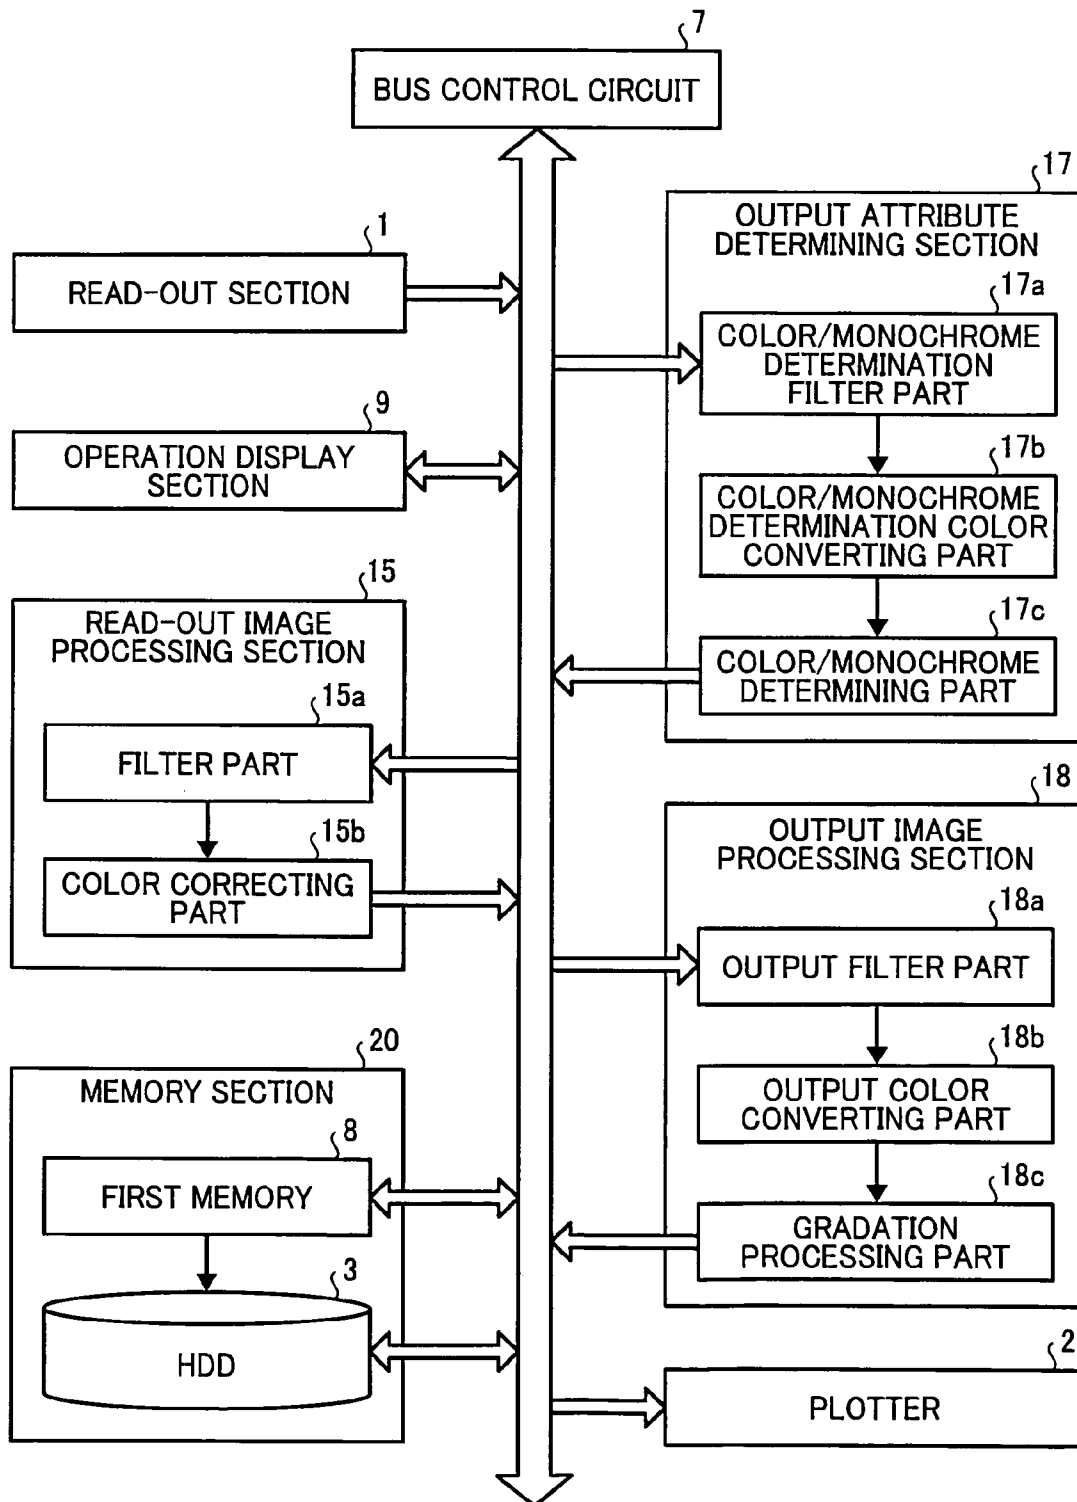 7
BUS CONTROL CIRCUIT
1
READ-OUT SECTION
9
OPERATION DISPLAY
SECTION
15
READ-OUT IMAGE
PROCESSING SECTION
15a
FILTER PART
15b
COLOR CORRECTING
PART
20
MEMORY SECTION
8
FIRST MEMORY
3
HDD
17
OUTPUT ATTRIBUTE
DETERMINING SECTION
17a
COLOR/MONOCHROME
DETERMINATION
FILTER PART
17b
COLOR/MONOCHROME
DETERMINATION COLOR
CONVERTING PART
17c
COLOR/MONOCHROME
DETERMINING PART
18
OUTPUT IMAGE
PROCESSING SECTION
18a
OUTPUT FILTER PART
18b
OUTPUT COLOR
CONVERTING PART
18c
GRADATION
PROCESSING PART
2
PLOTTER